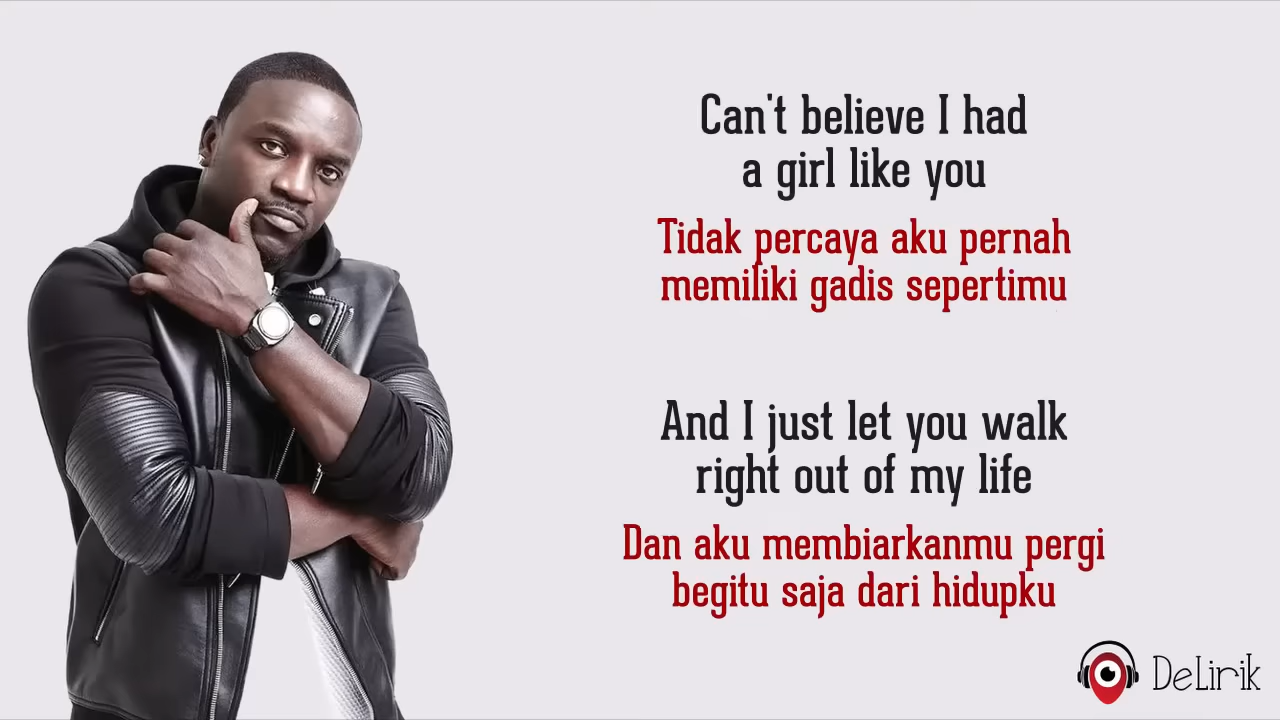 Can't believe I had
a girl like you
Tidak percaya aku pernah
memiliki gadis sepertimu
And I just let you walk
right out of my life
Dan aku membiarkanmu pergi
begitu saja dari hidupku
DeLirik